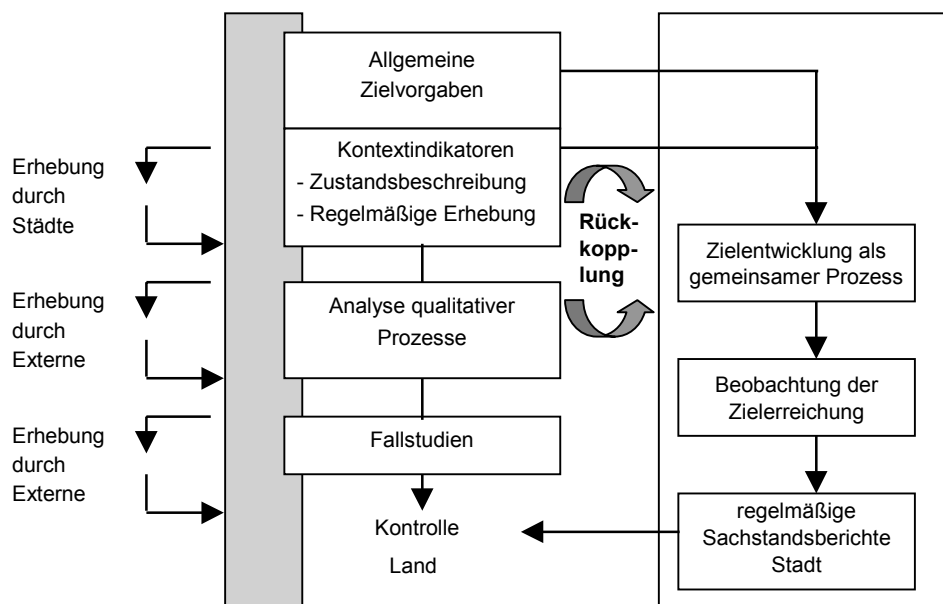 Allgemeine
Zielvorgaben
Kontextindikatoren
- Zustandsbeschreibung
- Regelmäßige Erhebung
Erhebung
durch
Städte
Rück-
kopp-
lung
Zielentwicklung als
gemeinsamer Prozess
Erhebung
durch
Externe
Analyse qualitativer
Prozesse
Beobachtung der
Zielerreichung
Erhebung
durch
Externe
Fallstudien
Kontrolle
Land
regelmäßige
Sachstandsberichte
Stadt